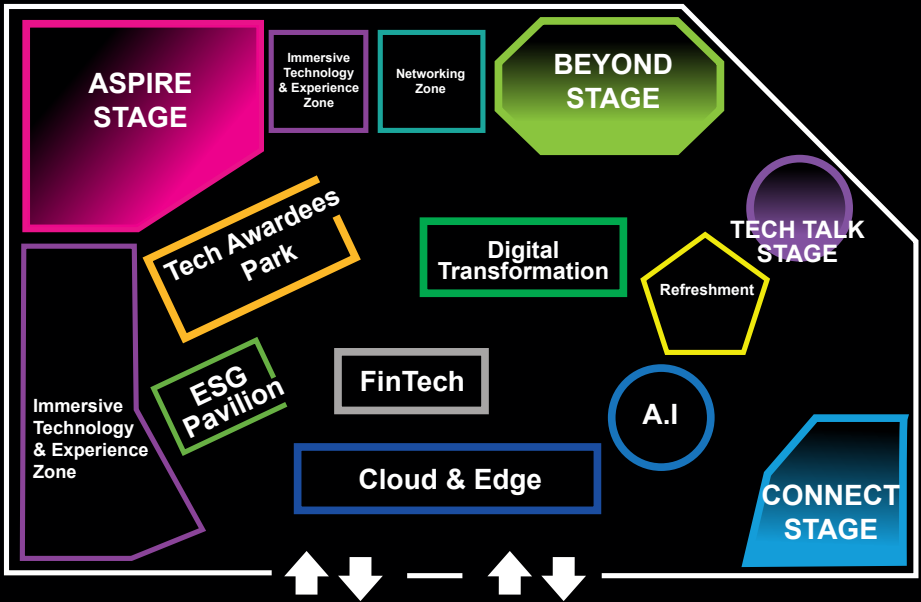 ASPIRE
STAGE
Immersive
Technology
& Experience
Zone
Networking
Zone
BEYOND
STAGE
TECH TALK
STAGE
Tech Awardees
Park
Digital
Transformation
Refreshment
ESG
Pavilion
FinTech
A.I
Immersive
Technology
& Experience
Zone
Cloud & Edge
CONNECT
STAGE